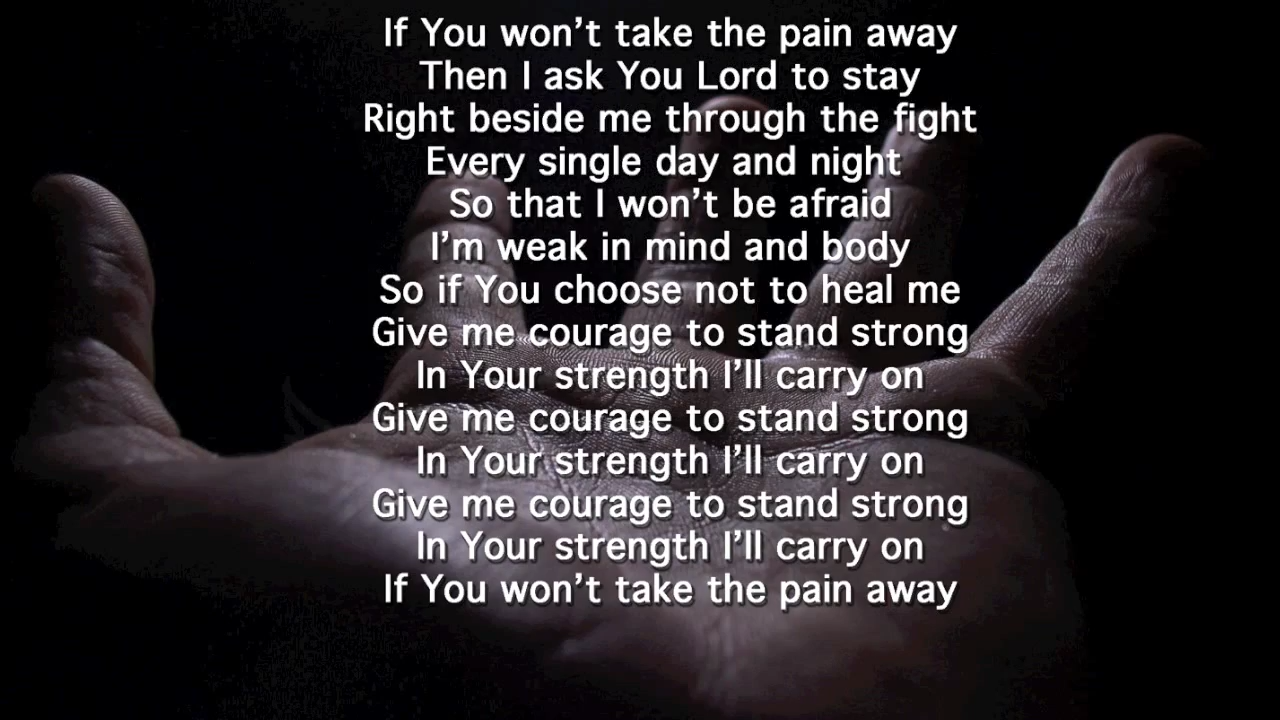 If You won’t take the pain away
Then I ask You Lord to stay
Right beside me through the fight
Every single day and night
So that I won’t be afraid
I’m weak in mind and body
So if You choose not to heal me
Give me courage to stand strong
In Your strength I’ll carry on
Give me courage to stand strong
In Your strength I’ll carry on
Give me courage to stand strong
In Your strength I’ll carry on
If You won’t take the pain away